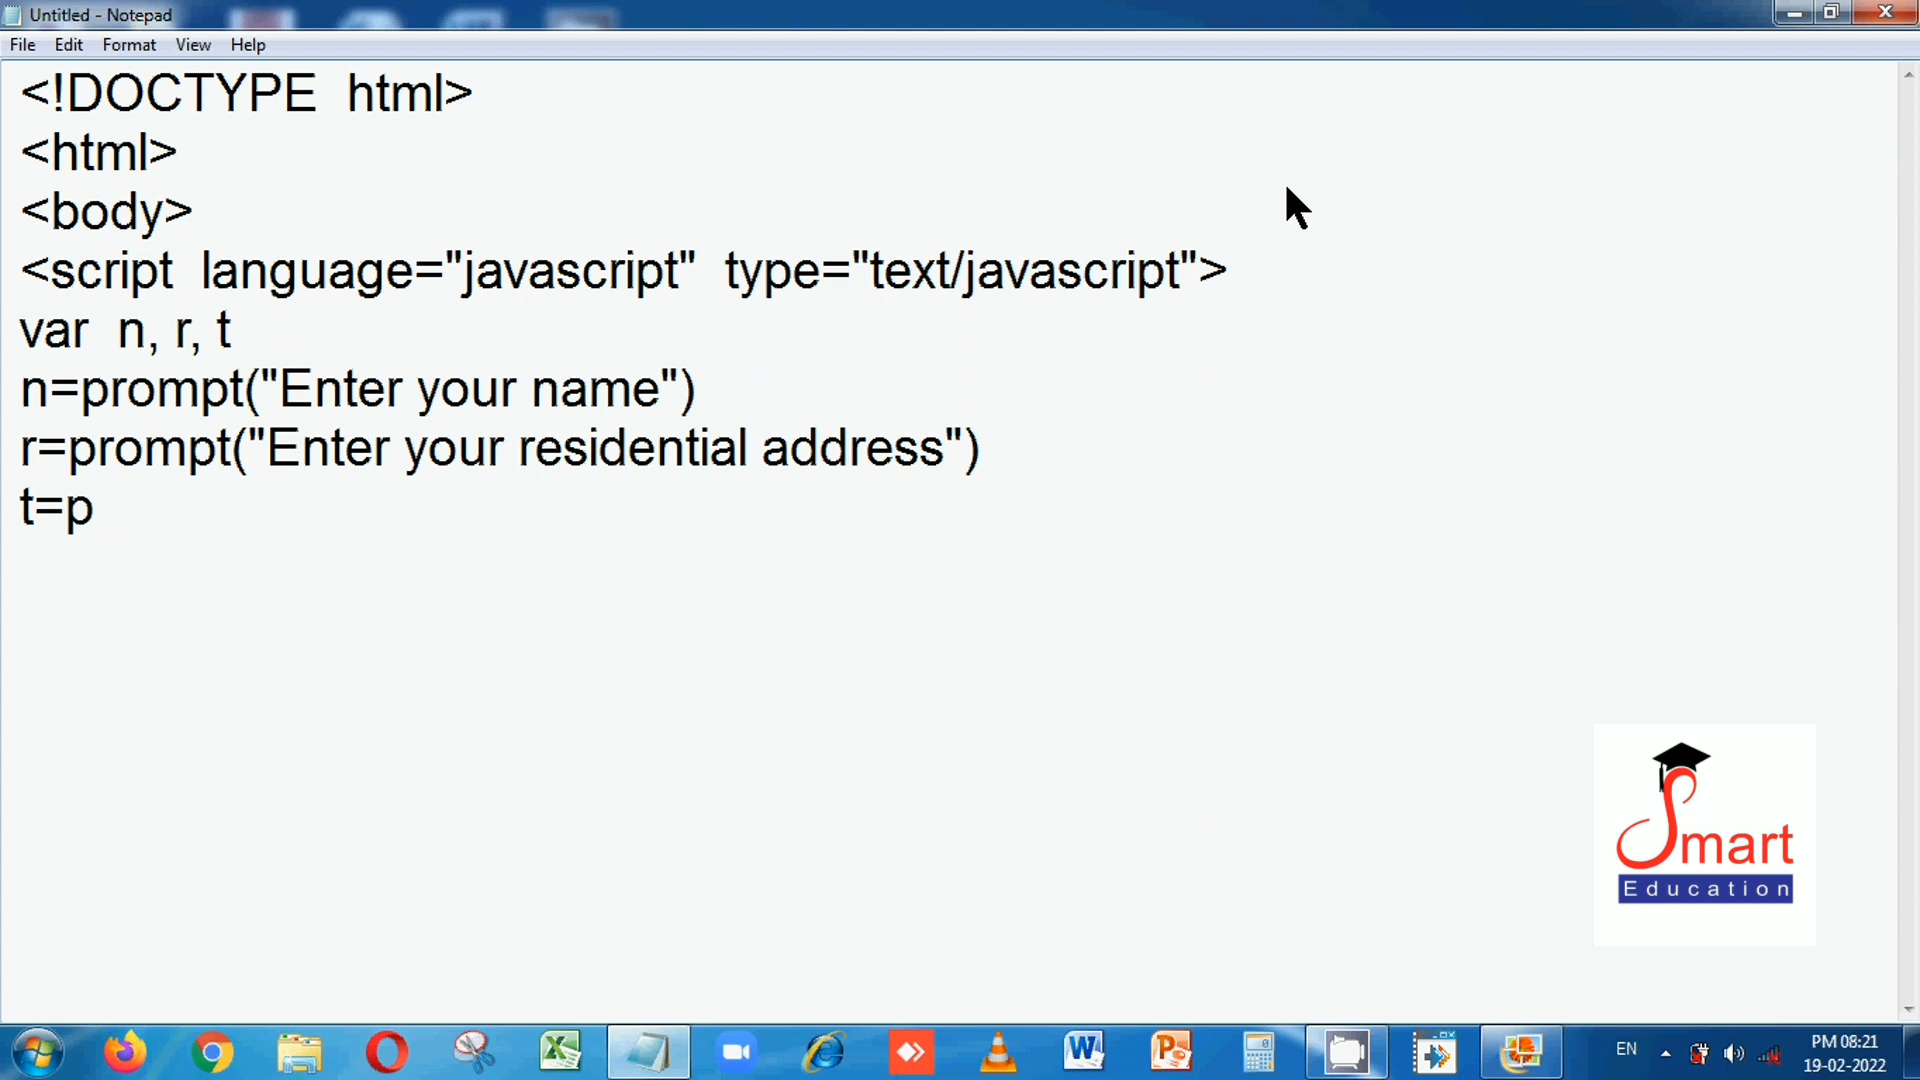 Untitled - Notepad
File Edit Format View Help
<!DOCTYPE html>
<html>
<body>
<script language="javascript" type="text/javascript">
var n, r, t
n=prompt("Enter your name")
r=prompt("Enter your residential address")
t=p
Smart
Education
EN
PM 08:21
19-02-2022